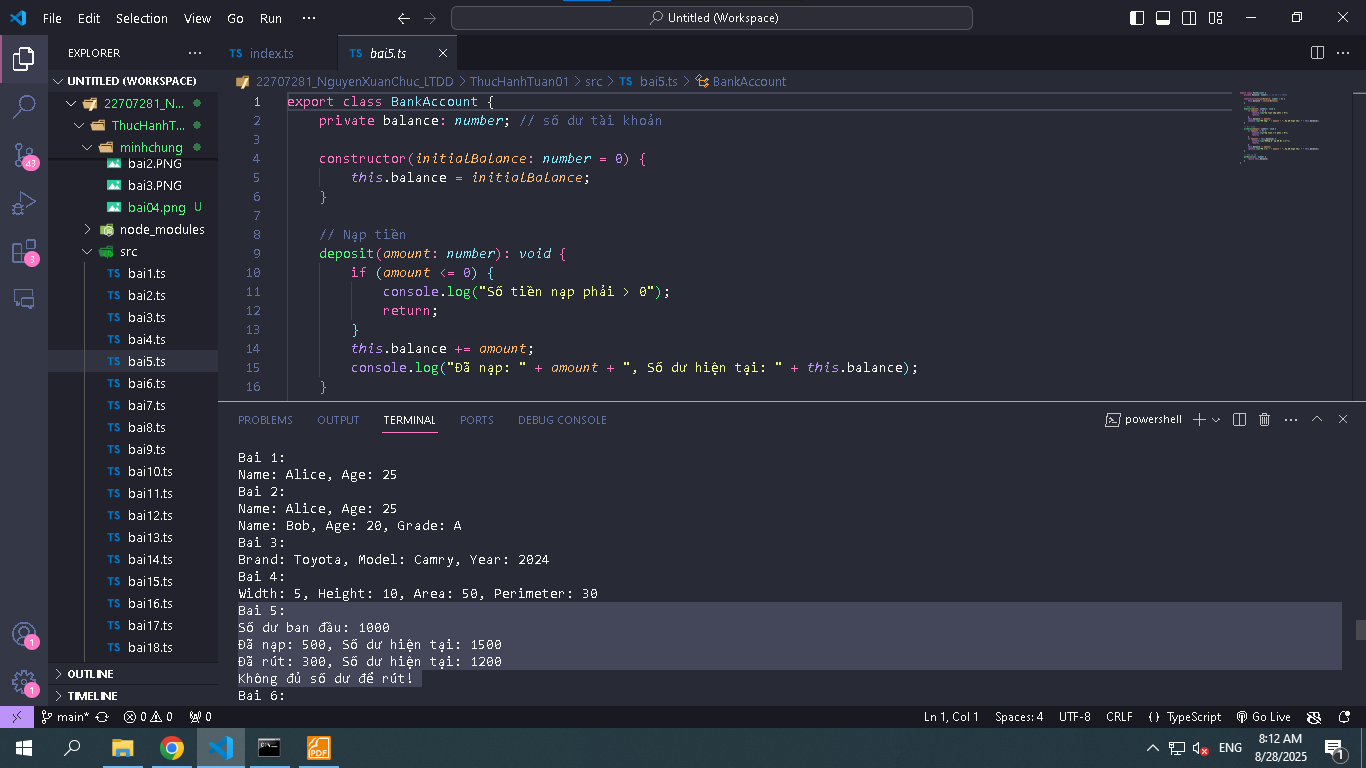 File Edit Selection View Go Run ··· Untitled (Workspace)
EXPLORER ···
UNTITLED (WORKSPACE)
22707281_N...
ThucHanhT...
minhchung
bai2.PNG
bai3.PNG
bai04.png U
node_modules
src
TS bai1.ts
TS bai2.ts
TS bai3.ts
TS bai4.ts
TS bai5.ts
TS bai6.ts
TS bai7.ts
TS bai8.ts
TS bai9.ts
TS bai10.ts
TS bai11.ts
TS bai12.ts
TS bai13.ts
TS bai14.ts
TS bai15.ts
TS bai16.ts
TS bai17.ts
TS bai18.ts
OUTLINE
TIMELINE
43
3
1
1
TS index.ts TS bai5.ts
22707281_NguyenXuanChuc_LTDD > ThucHanhTuan01 > src > TS bai5.ts > BankAccount
1 export class BankAccount {
2 private balance: number; // số dư tài khoản
3
4 constructor(initialBalance: number = 0) {
5 this.balance = initialBalance;
6 }
7
8 // Nạp tiền
9 deposit(amount: number): void {
10 if (amount <= 0) {
11 console.log("Số tiền nạp phải > 0");
12 return;
13 }
14 this.balance += amount;
15 console.log("Đã nạp: " + amount + ", Số dư hiện tại: " + this.balance);
16 }
PROBLEMS OUTPUT TERMINAL PORTS DEBUG CONSOLE powershell
Bai 1:
Name: Alice, Age: 25
Bai 2:
Name: Alice, Age: 25
Name: Bob, Age: 20, Grade: A
Bai 3:
Brand: Toyota, Model: Camry, Year: 2024
Bai 4:
Width: 5, Height: 10, Area: 50, Perimeter: 30
Bai 5:
Số dư ban đầu: 1000
Đã nạp: 500, Số dư hiện tại: 1500
Đã rút: 300, Số dư hiện tại: 1200
Không đủ số dư để rút!
Bai 6:
main* 0 0 0 Ln 1, Col 1 Spaces: 4 UTF-8 CRLF {} TypeScript Go Live
PDF ENG 8:12 AM
8/28/2025 1